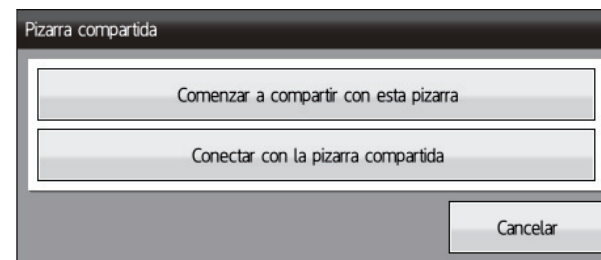 Pizarra compartida
Comenzar a compartir con esta pizarra
Conectar con la pizarra compartida
Cancelar